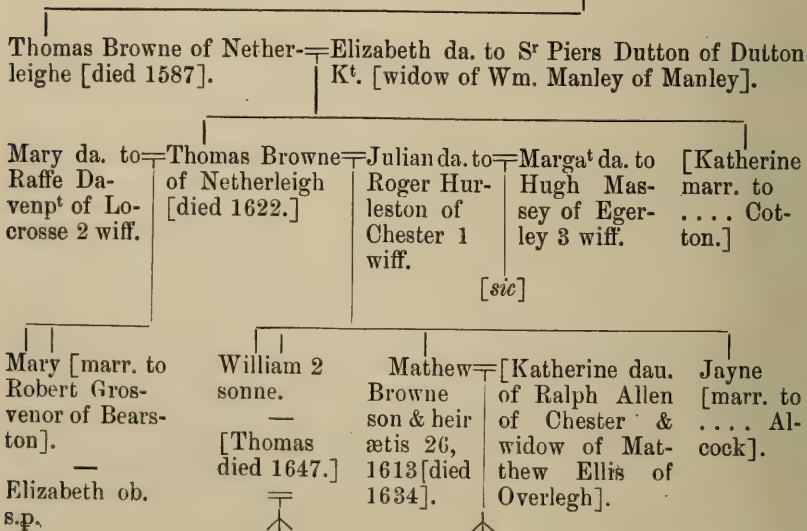 Thomas Browne of Nether-
leighe [died 1587].
Elizabeth da. to Sʳ Piers Dutton of Dutton
Kᵗ. [widow of Wm. Manley of Manley].
Mary da. to
Raffe Da-
venpᵗ of Lo-
crosse 2 wiff.
Thomas Browne
of Netherleigh
[died 1622.]
Julian da. to
Roger Hur-
leston of
Chester 1
wiff.
Margaᵗ da. to
Hugh Mas-
sey of Eger-
ley 3 wiff.
[Katherine
marr. to
.... Cot-
ton.]
[sic]
Mary [marr. to
Robert Gros-
venor of Bears-
ton].
—
Elizabeth ob.
s.p.
William 2
sonne.
—
[Thomas
died 1647.]
Mathew
Browne
son & heir
ætis 26,
1613 [died
1634].
[Katherine dau.
of Ralph Allen
of Chester &
widow of Mat-
thew Ellis of
Overlegh].
Jayne
[marr. to
.... Al-
cock].